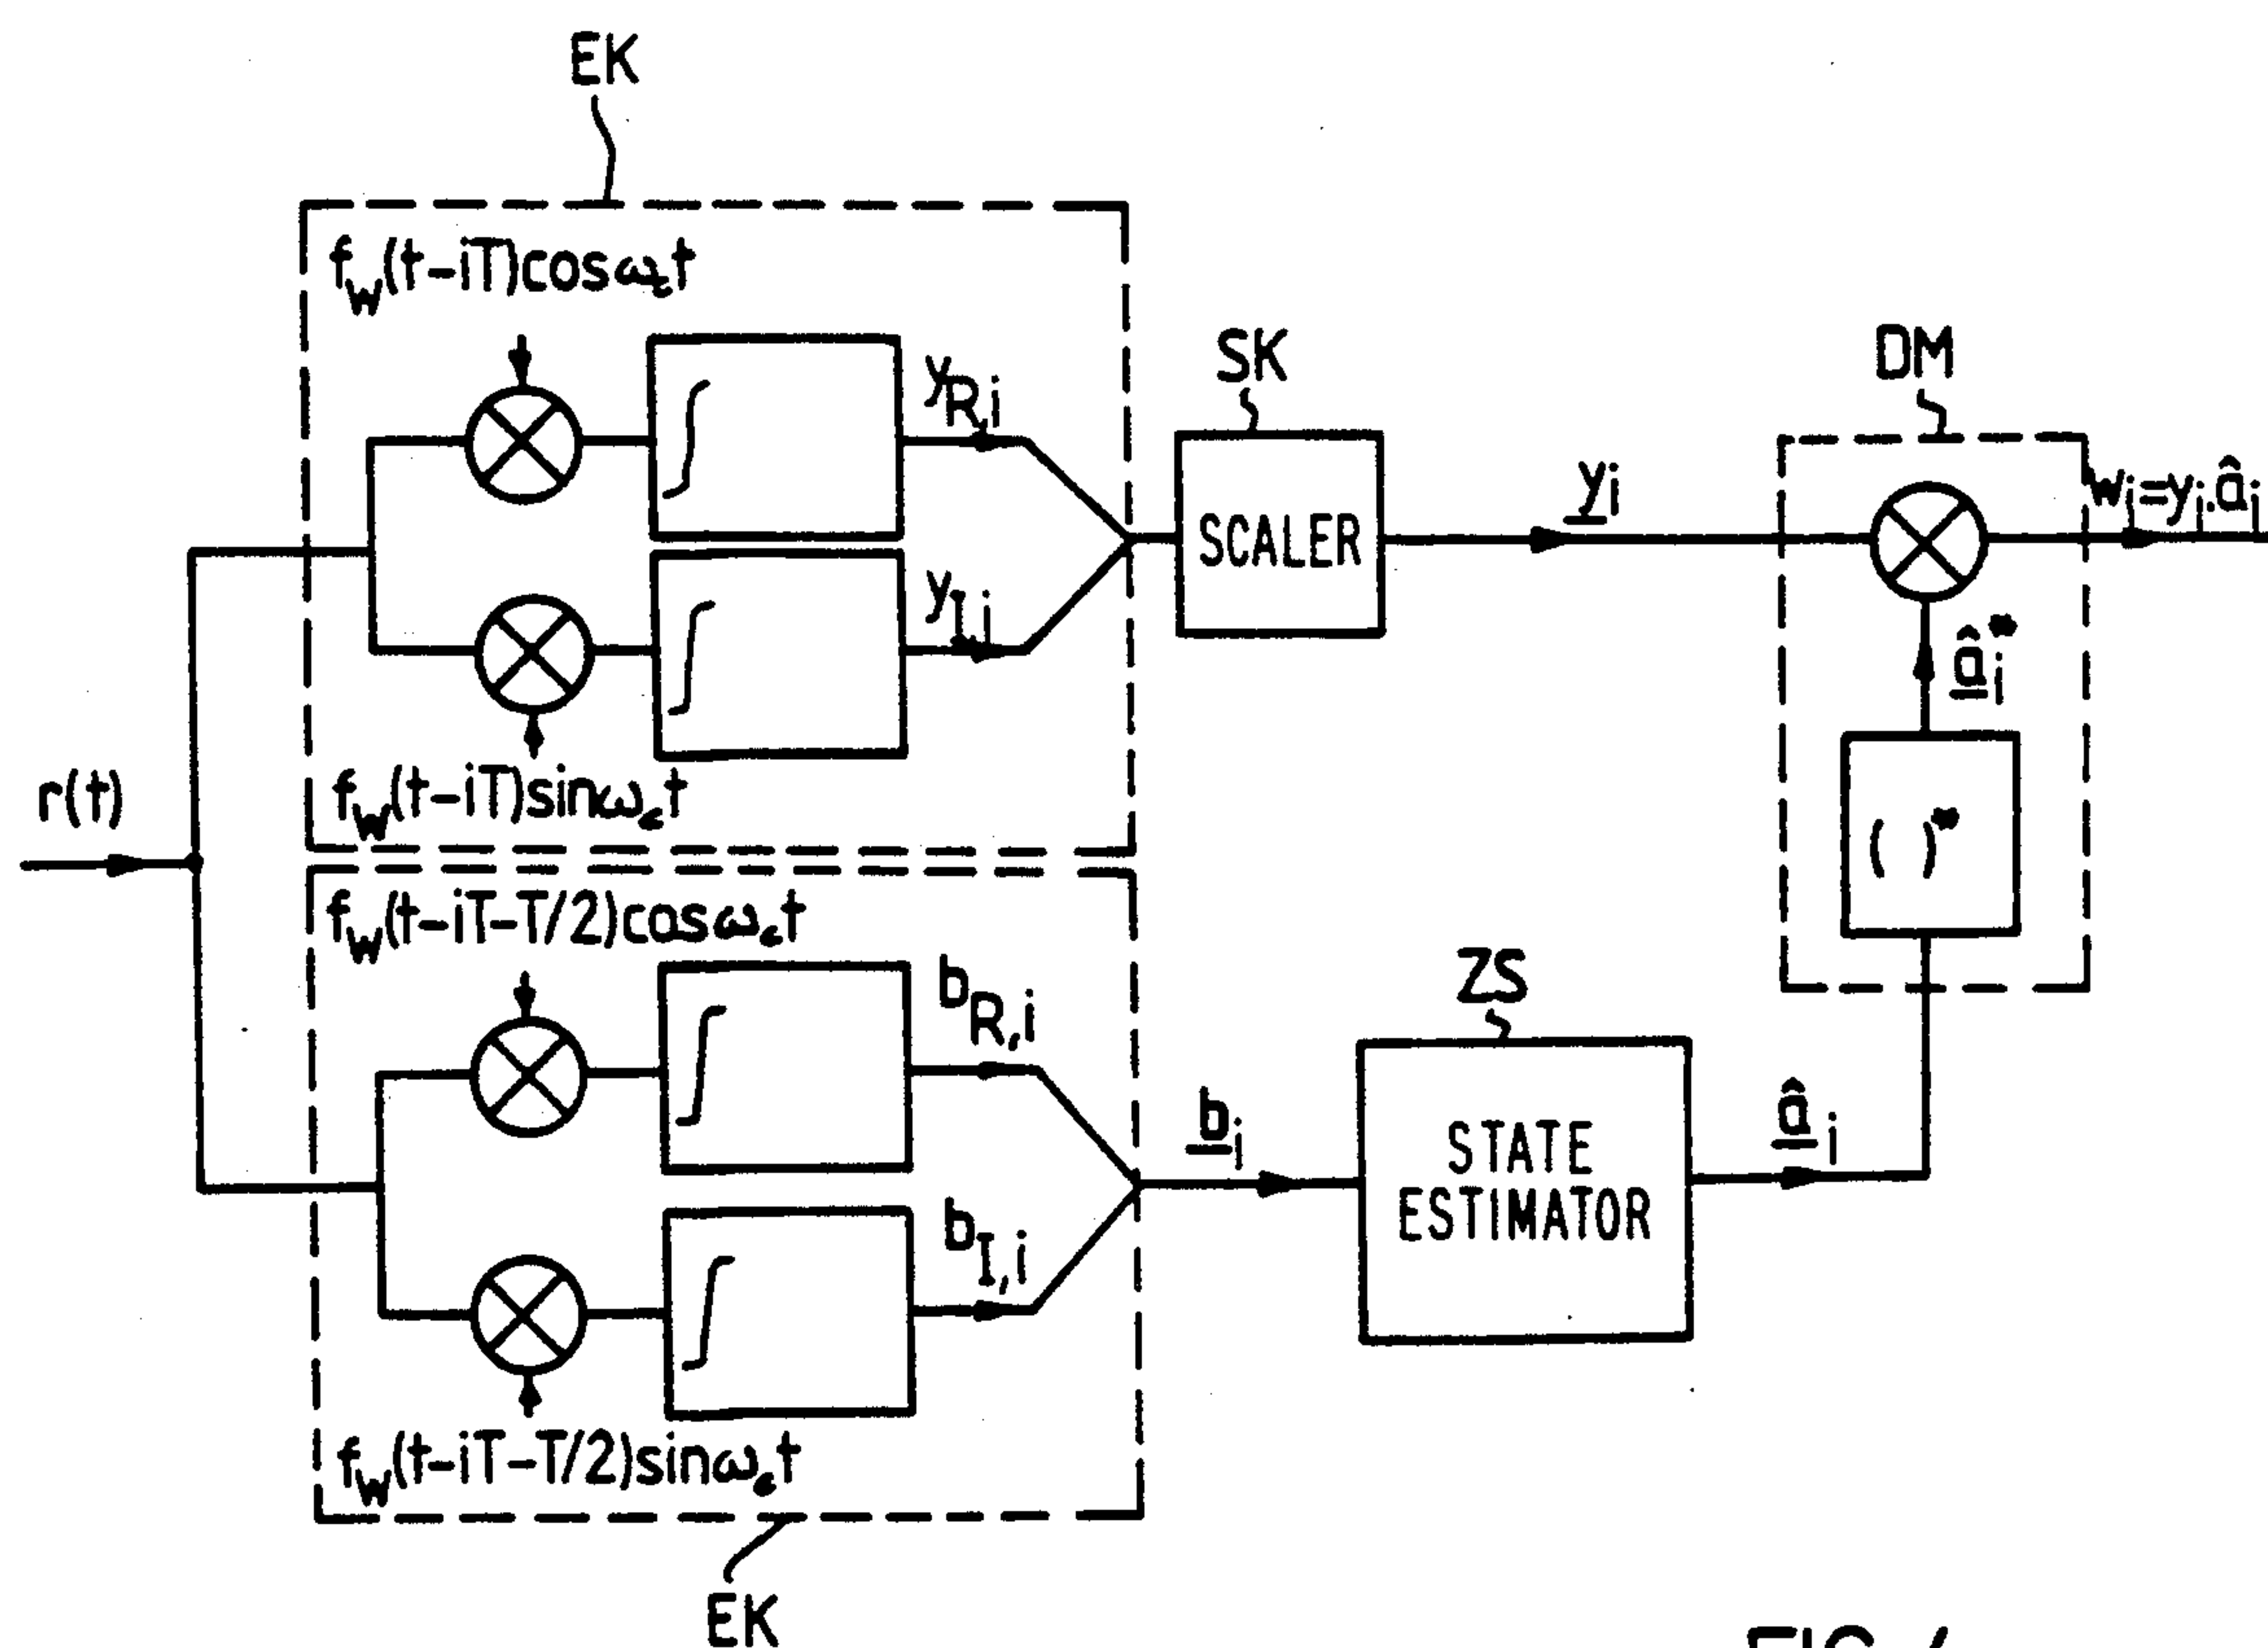 EK
f_W(t-iT)cosω_ct
y_R,i
SK
SCALER
y_i
DM
w_i=y_i.â_i
y_I,i
â_i*
f_W(t-iT)sinω_ct
r(t)
( )*
f_W(t-iT-T/2)cosω_ct
b_R,i
ZS
b_i
STATE
ESTIMATOR
â_i
b_I,i
f_W(t-iT-T/2)sinω_ct
EK